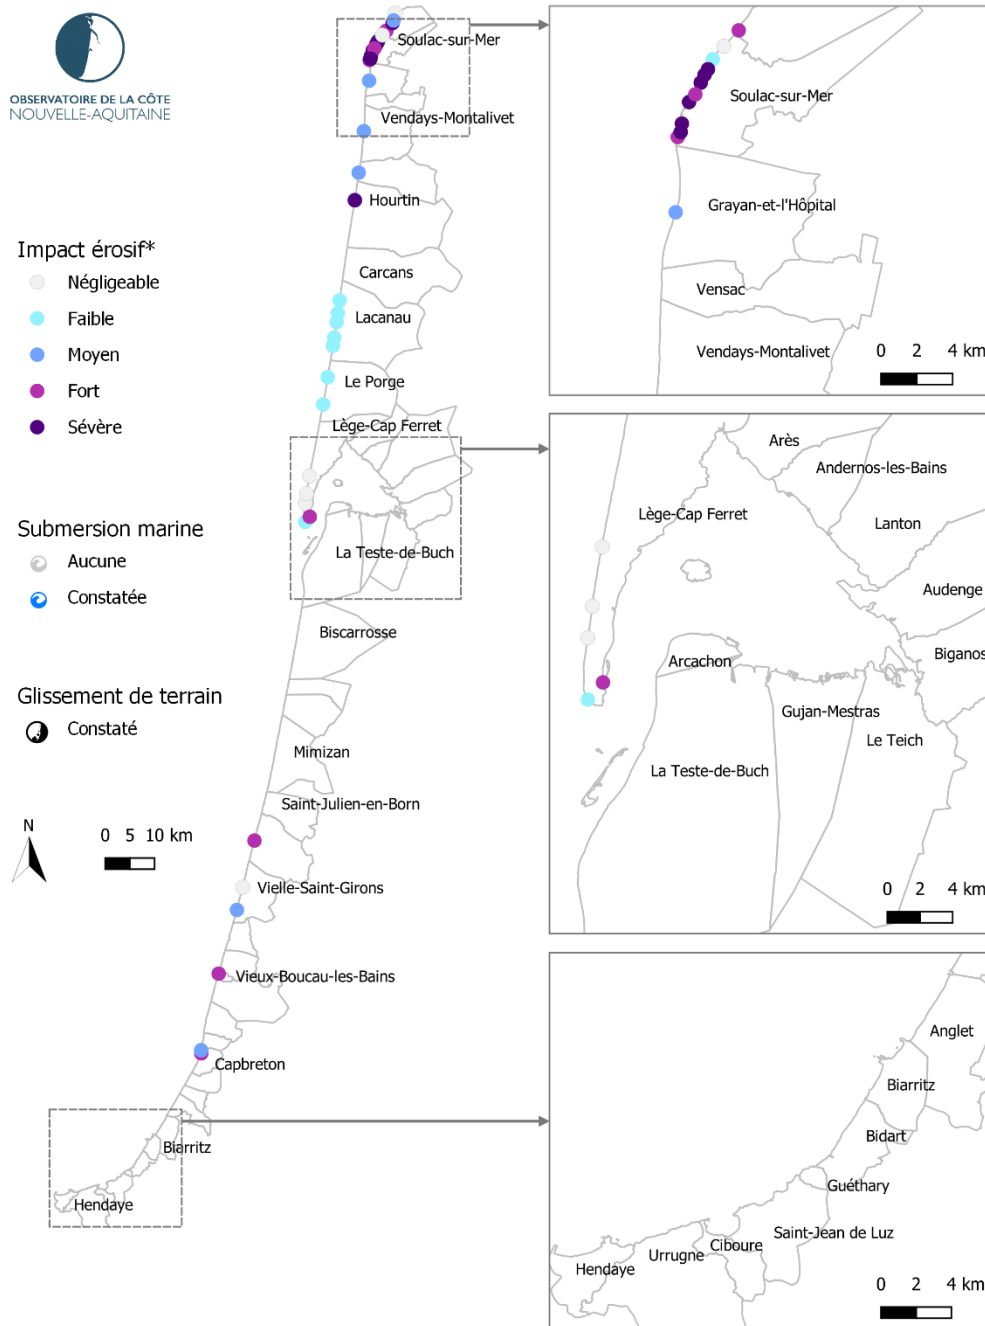 OBSERVATOIRE DE LA CÔTE
NOUVELLE-AQUITAINE
Impact érosif*
Négligeable
Faible
Moyen
Fort
Sévère
Submersion marine
Aucune
Constatée
Glissement de terrain
Constaté
N
0 5 10 km
Soulac-sur-Mer
Vendays-Montalivet
Hourtin
Carcans
Lacanau
Le Porge
Lège-Cap Ferret
La Teste-de-Buch
Biscarrosse
Mimizan
Saint-Julien-en-Born
Vielle-Saint-Girons
Vieux-Boucau-les-Bains
Capbreton
Biarritz
Hendaye
Soulac-sur-Mer
Grayan-et-l'Hôpital
Vensac
Vendays-Montalivet
0 2 4 km
Arès
Andernos-les-Bains
Lège-Cap Ferret
Lanton
Audenge
Biganos
Arcachon
Gujan-Mestras
Le Teich
La Teste-de-Buch
0 2 4 km
Anglet
Biarritz
Bidart
Guéthary
Saint-Jean de Luz
Ciboure
Urrugne
Hendaye
0 2 4 km